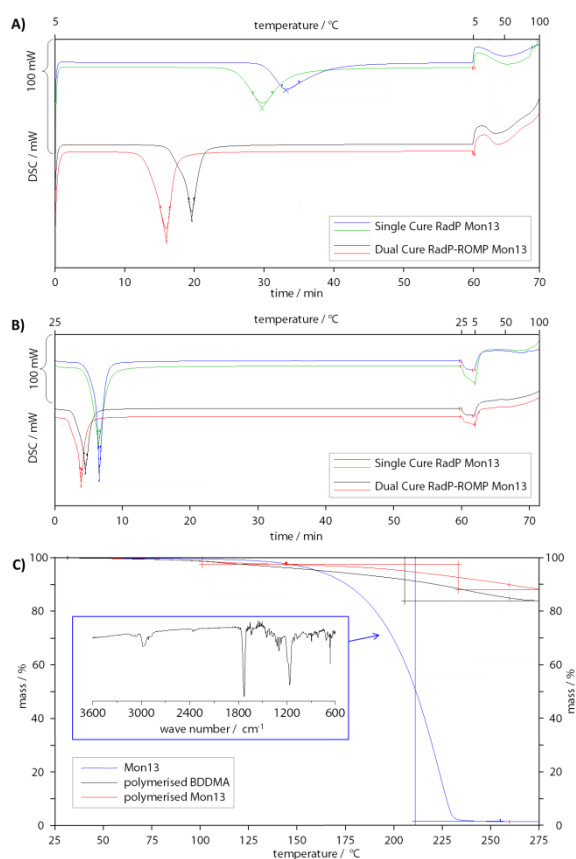 temperature / °C
A)
5
5
50
100
100 mW
DSC / mW
Single Cure RadP Mon13
Dual Cure RadP-ROMP Mon13
0
10
20
30
40
50
60
70
time / min
temperature / °C
B)
25
25
5
50
100
100 mW
DSC / mW
Single Cure RadP Mon13
Dual Cure RadP-ROMP Mon13
0
10
20
30
40
50
60
70
time / min
C)
100
80
60
40
20
0
mass / %
3600
3000
2400
1700
1200
600
wave number / cm-1
Mon13
polymerised BDDMA
polymerised Mon13
100
80
60
40
20
0
mass / %
25
50
75
100
125
150
175
200
225
250
275
temperature / °C